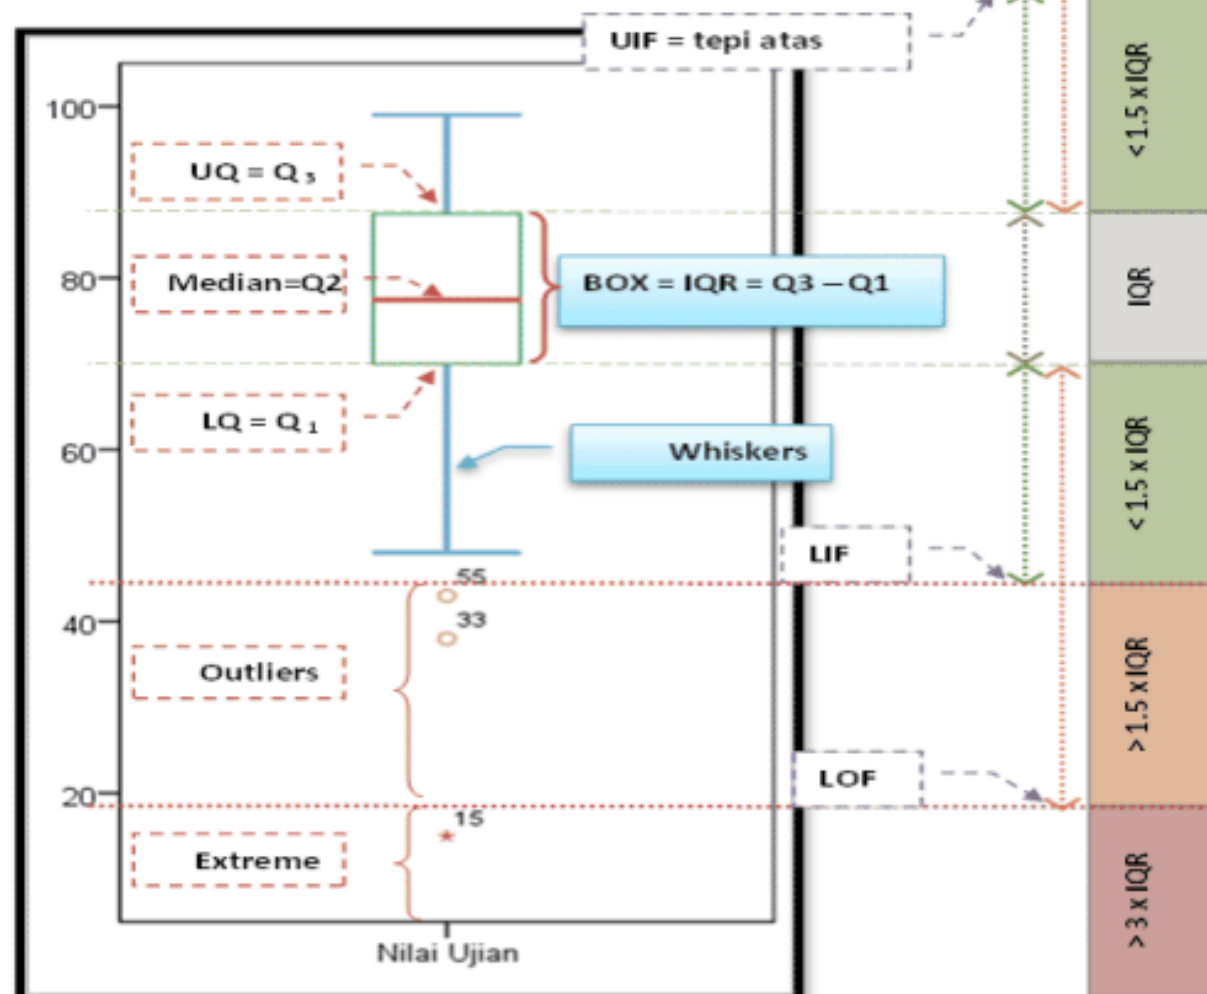 UIF = tepi atas
<1.5 x IQR
100
UQ = Q 3
80
Median=Q2
BOX = IQR = Q3 – Q1
IQR
LQ = Q 1
60
Whiskers
<1.5 x IQR
LIF
55
40
33
Outliers
>1.5 x IQR
20
LOF
15
Extreme
>3 x IQR
Nilai Ujian